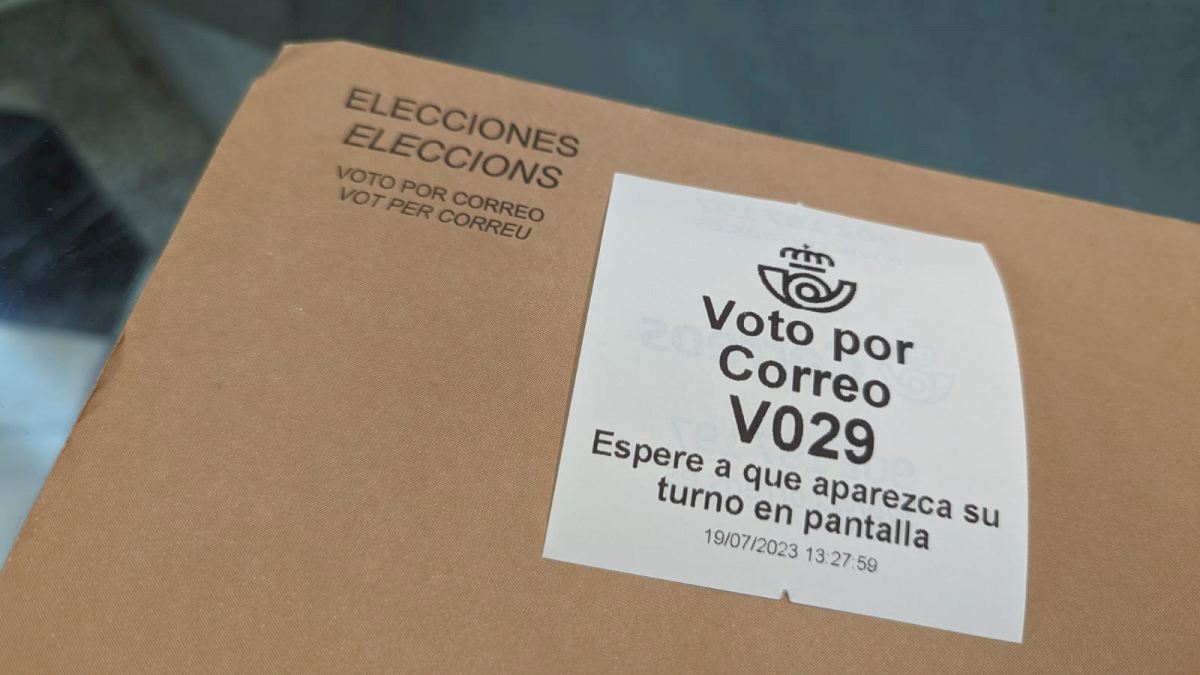 ELECCIONES
ELECCIONS
VOTO POR CORREO
VOT PER CORREU
Voto por
Correo
V029
Espere a que aparezca su
turno en pantalla
19/07/2023 13:27:59